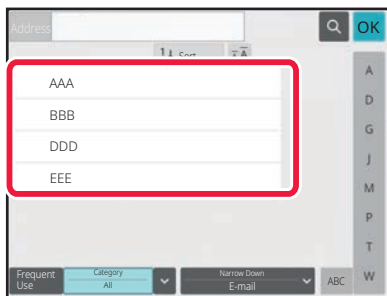 Address
OK
Sort
A
AAA
BBB
DDD
EEE
A
D
G
J
M
P
T
W
Frequent
Use
Category
All
Narrow Down
E-mail
ABC